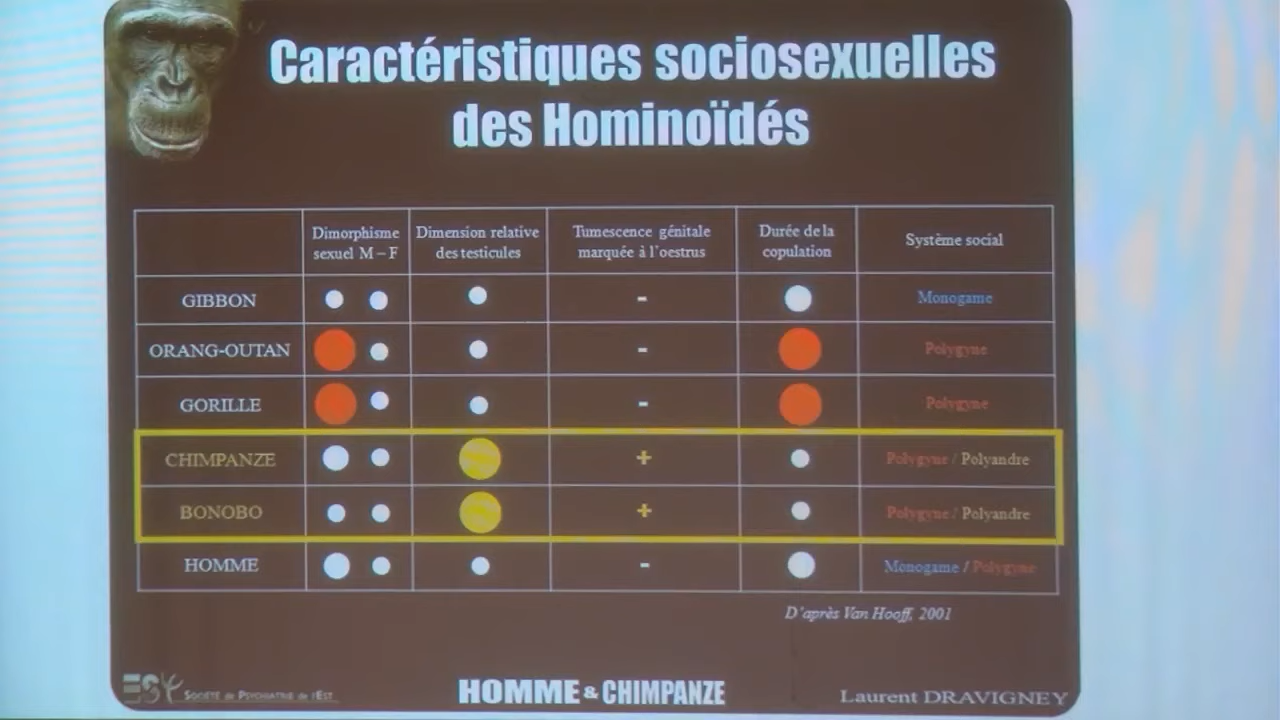 Caractéristiques sociosexuelles
des Hominoïdés
Dimorphisme
sexuel M – F
Dimension relative
des testicules
Tumescence génitale
marquée à l'oestrus
Durée de la
copulation
Système social
GIBBON - Monogame
ORANG-OUTAN - Polygyne
GORILLE - Polygyne
CHIMPANZE + Polygyne / Polyandre
BONOBO + Polygyne / Polyandre
HOMME - Monogame / Polygyne
D'après Van Hooff, 2001
SOCIÉTÉ de PSYCHIATRIE de l'EST
HOMME & CHIMPANZE
Laurent DRAVIGNEY